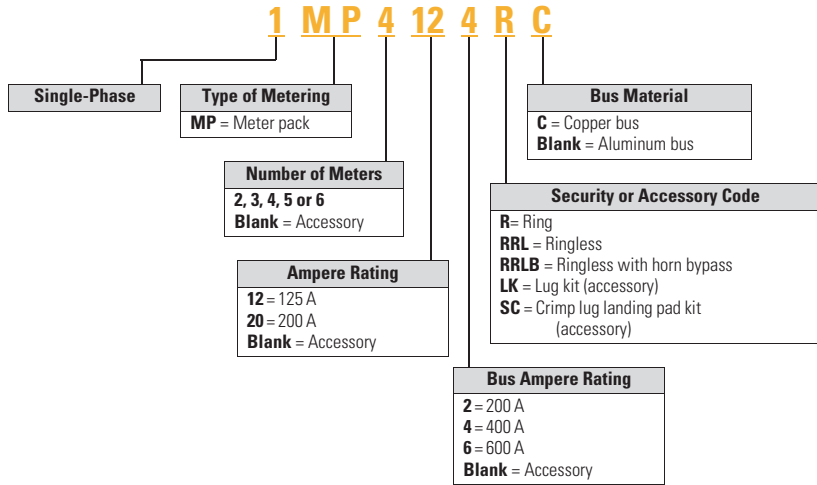 1 MP 4 12 4 R C
Single-Phase
Type of Metering
MP = Meter pack
Bus Material
C = Copper bus
Blank = Aluminum bus
Number of Meters
2, 3, 4, 5 or 6
Blank = Accessory
Security or Accessory Code
R= Ring
RRL = Ringless
RRLB = Ringless with horn bypass
LK = Lug kit (accessory)
SC = Crimp lug landing pad kit
(accessory)
Ampere Rating
12 = 125 A
20 = 200 A
Blank = Accessory
Bus Ampere Rating
2 = 200 A
4 = 400 A
6 = 600 A
Blank = Accessory